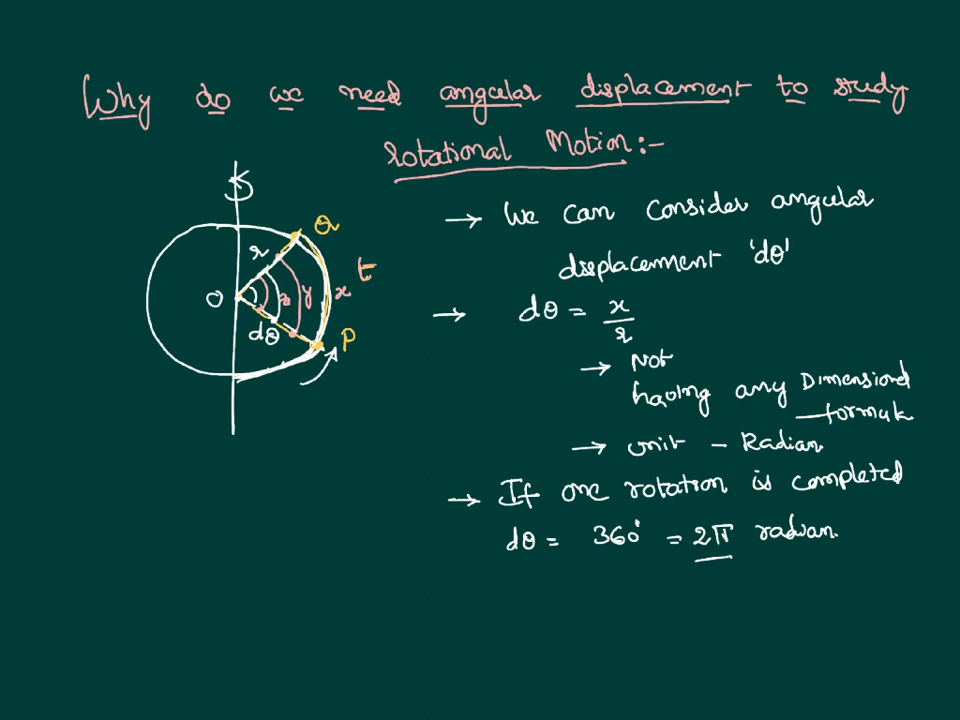 Why do we need angular displacement to study
rotational Motion:-
→ We can consider angular
displacement 'dθ'
→ dθ = x/r
→ Not
having any Dimensional
formula
→ unit - Radian
→ If one rotation is completed
dθ = 360° = 2π radian.
Q
r
t
O
z
y
x
dθ
P